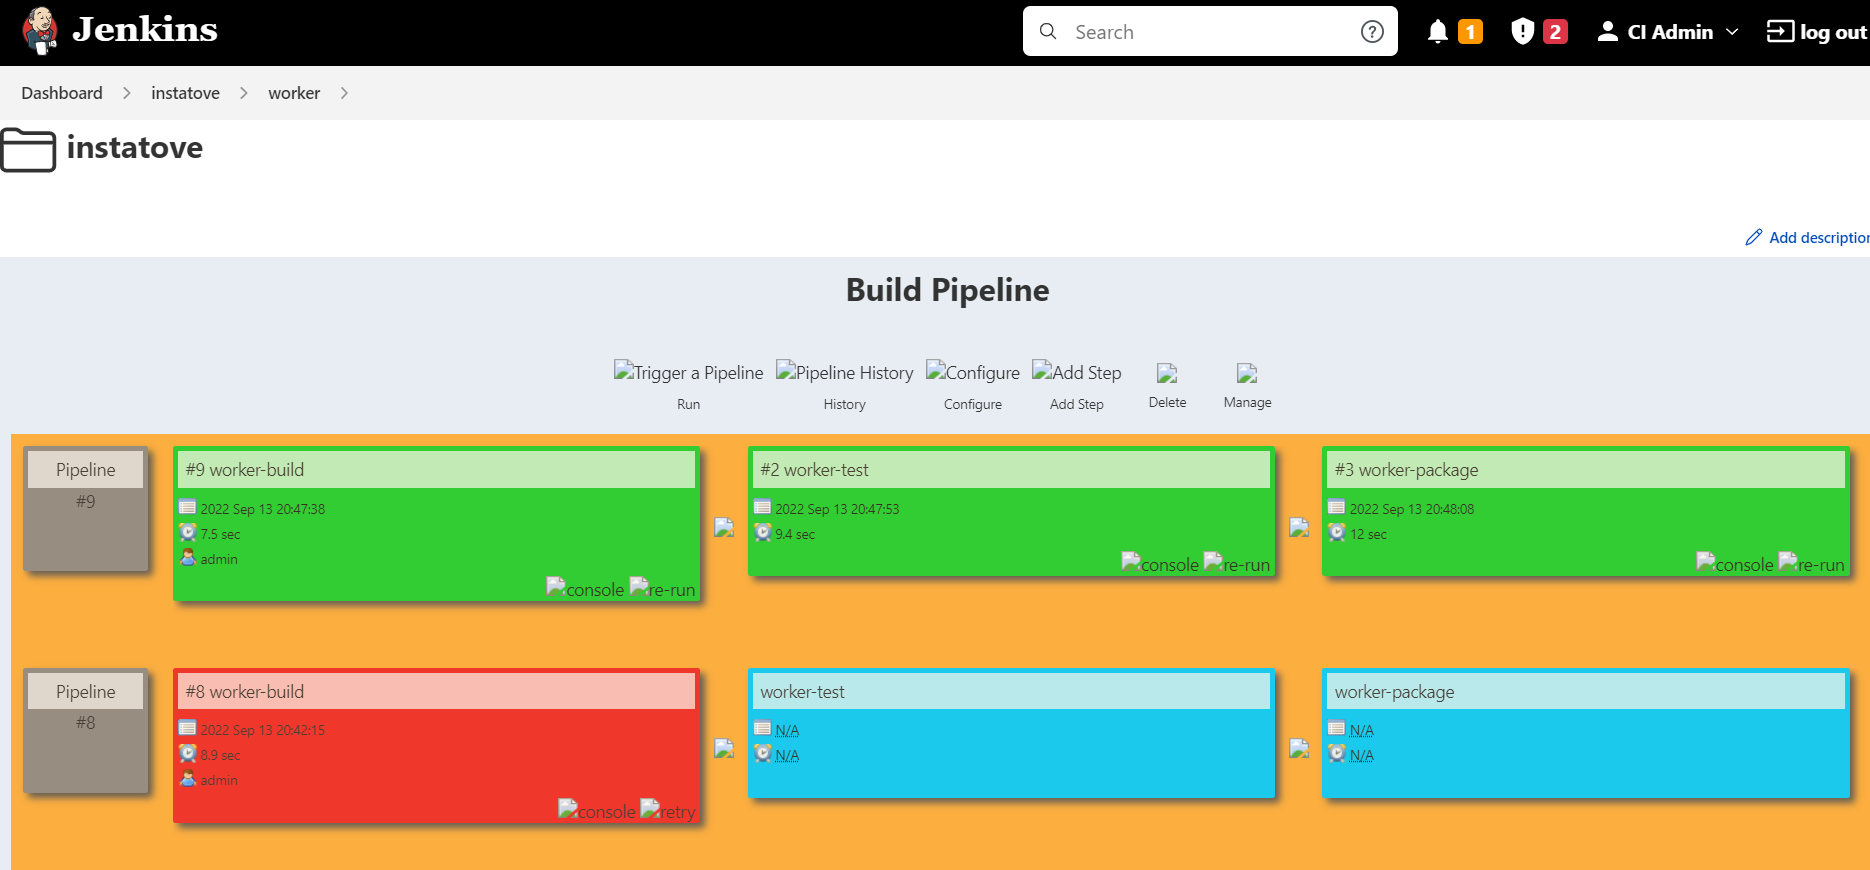 Jenkins
Search
1
2
CI Admin
log out
Dashboard
instatove
worker
instatove
Add description
Build Pipeline
Trigger a Pipeline
Pipeline History
Configure
Add Step
Run
History
Configure
Add Step
Delete
Manage
Pipeline
#9
#9 worker-build
2022 Sep 13 20:47:38
7.5 sec
admin
console re-run
#2 worker-test
2022 Sep 13 20:47:53
9.4 sec
console re-run
#3 worker-package
2022 Sep 13 20:48:08
12 sec
console re-run
Pipeline
#8
#8 worker-build
2022 Sep 13 20:42:15
8.9 sec
admin
console retry
worker-test
N/A
N/A
worker-package
N/A
N/A